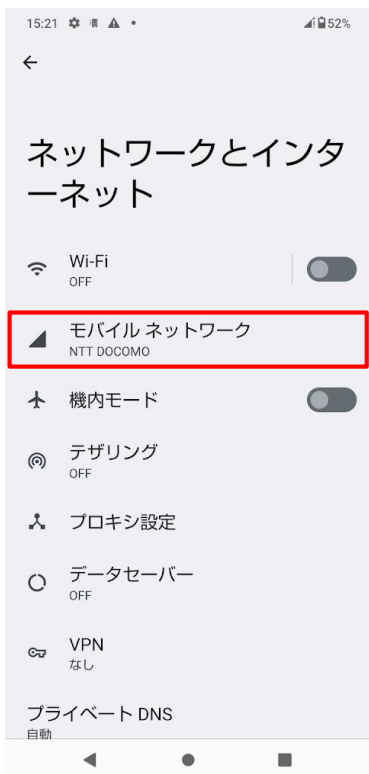 15:21
52%
ネットワークとインタ
ーネット
Wi-Fi
OFF
モバイル ネットワーク
NTT DOCOMO
機内モード
テザリング
OFF
プロキシ設定
データセーバー
OFF
VPN
なし
プライベート DNS
自動